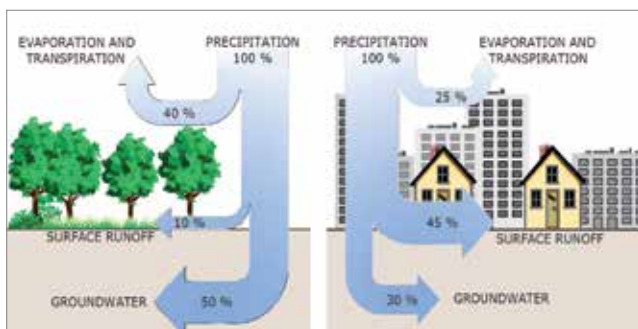 EVAPORATION AND
TRANSPIRATION
PRECIPITATION
100 %
40 %
10 %
SURFACE RUNOFF
GROUNDWATER
50 %
PRECIPITATION
100 %
EVAPORATION AND
TRANSPIRATION
25 %
45 %
SURFACE RUNOFF
30 %
GROUNDWATER